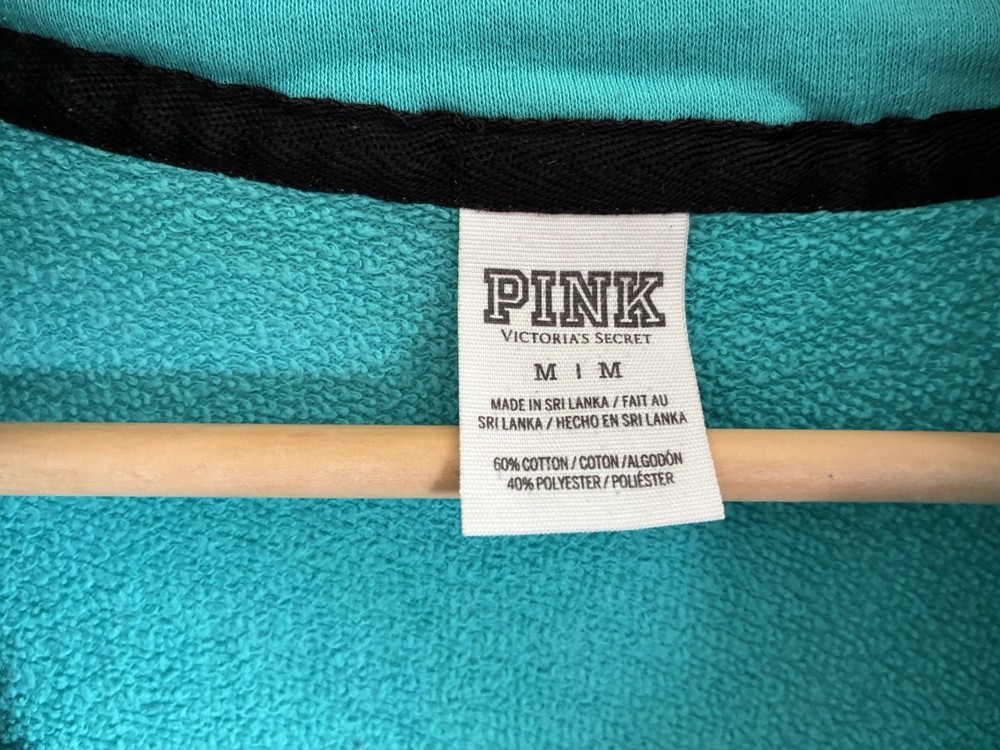 PINK
VICTORIA'S SECRET
M | M
MADE IN SRI LANKA / FAIT AU
SRI LANKA / HECHO EN SRI LANKA
60% COTTON / COTON /ALGODÓN
40% POLYESTER / POLIÉSTER